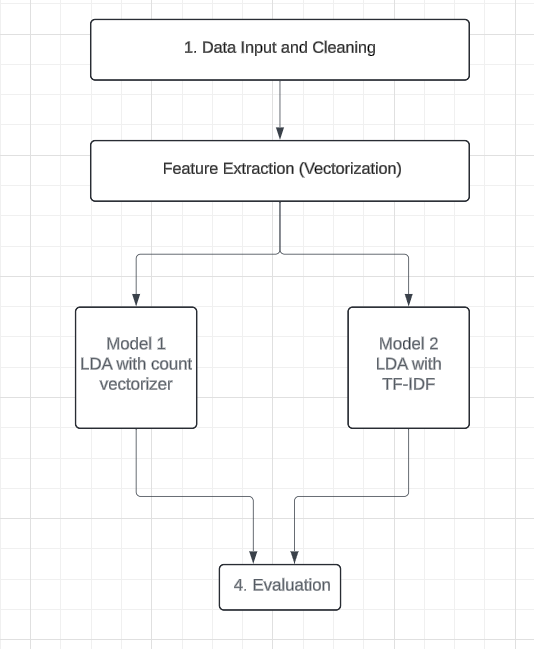 1. Data Input and Cleaning
Feature Extraction (Vectorization)
Model 1
LDA with count
vectorizer
Model 2
LDA with
TF-IDF
4. Evaluation